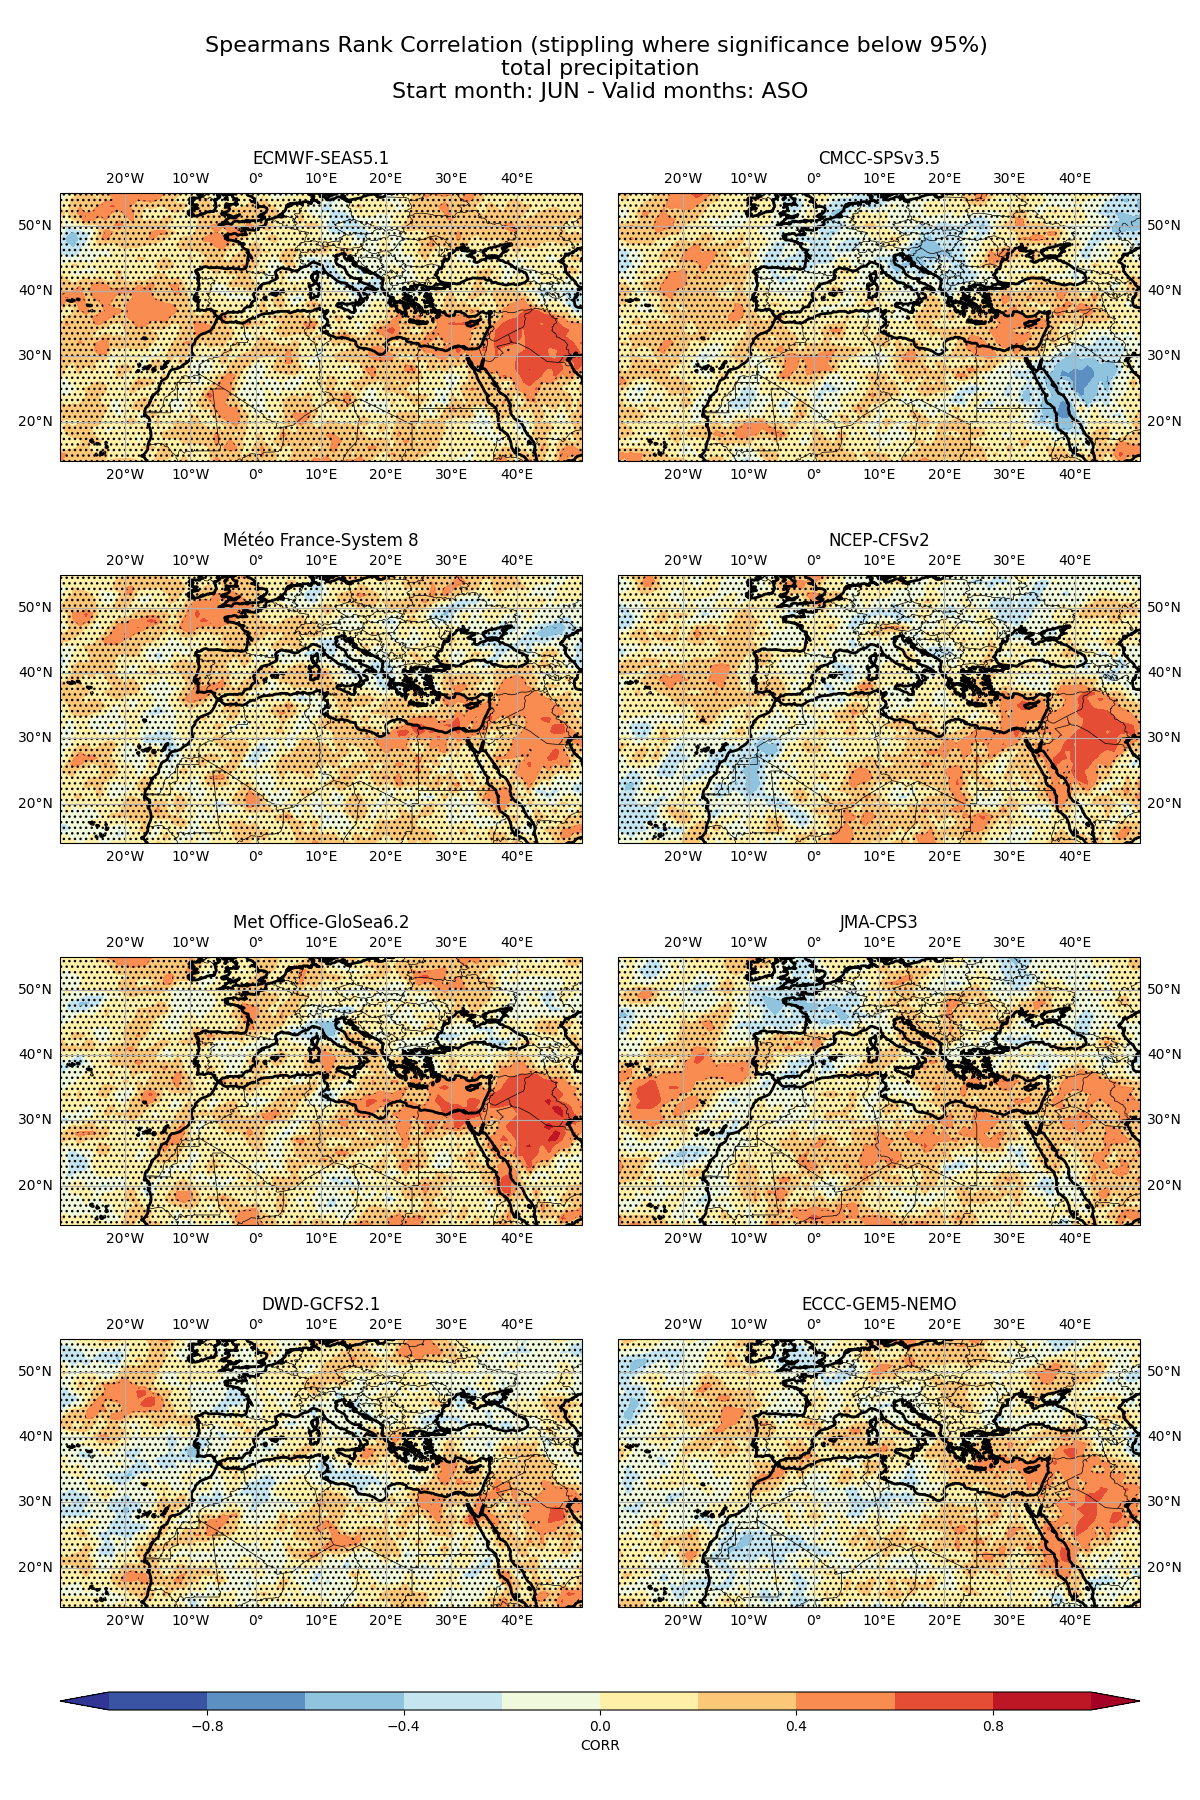 Spearmans Rank Correlation (stippling where significance below 95%)
total precipitation
Start month: JUN - Valid months: ASO
ECMWF-SEAS5.1
20°W 10°W 0° 10°E 20°E 30°E 40°E
50°N
40°N
30°N
20°N
20°W 10°W 0° 10°E 20°E 30°E 40°E
CMCC-SPSv3.5
20°W 10°W 0° 10°E 20°E 30°E 40°E
50°N
40°N
30°N
20°N
20°W 10°W 0° 10°E 20°E 30°E 40°E
Météo France-System 8
20°W 10°W 0° 10°E 20°E 30°E 40°E
50°N
40°N
30°N
20°N
20°W 10°W 0° 10°E 20°E 30°E 40°E
NCEP-CFSv2
20°W 10°W 0° 10°E 20°E 30°E 40°E
50°N
40°N
30°N
20°N
20°W 10°W 0° 10°E 20°E 30°E 40°E
Met Office-GloSea6.2
20°W 10°W 0° 10°E 20°E 30°E 40°E
50°N
40°N
30°N
20°N
20°W 10°W 0° 10°E 20°E 30°E 40°E
JMA-CPS3
20°W 10°W 0° 10°E 20°E 30°E 40°E
50°N
40°N
30°N
20°N
20°W 10°W 0° 10°E 20°E 30°E 40°E
DWD-GCFS2.1
20°W 10°W 0° 10°E 20°E 30°E 40°E
50°N
40°N
30°N
20°N
20°W 10°W 0° 10°E 20°E 30°E 40°E
ECCC-GEM5-NEMO
20°W 10°W 0° 10°E 20°E 30°E 40°E
50°N
40°N
30°N
20°N
20°W 10°W 0° 10°E 20°E 30°E 40°E
−0.8 −0.4 0.0 0.4 0.8
CORR